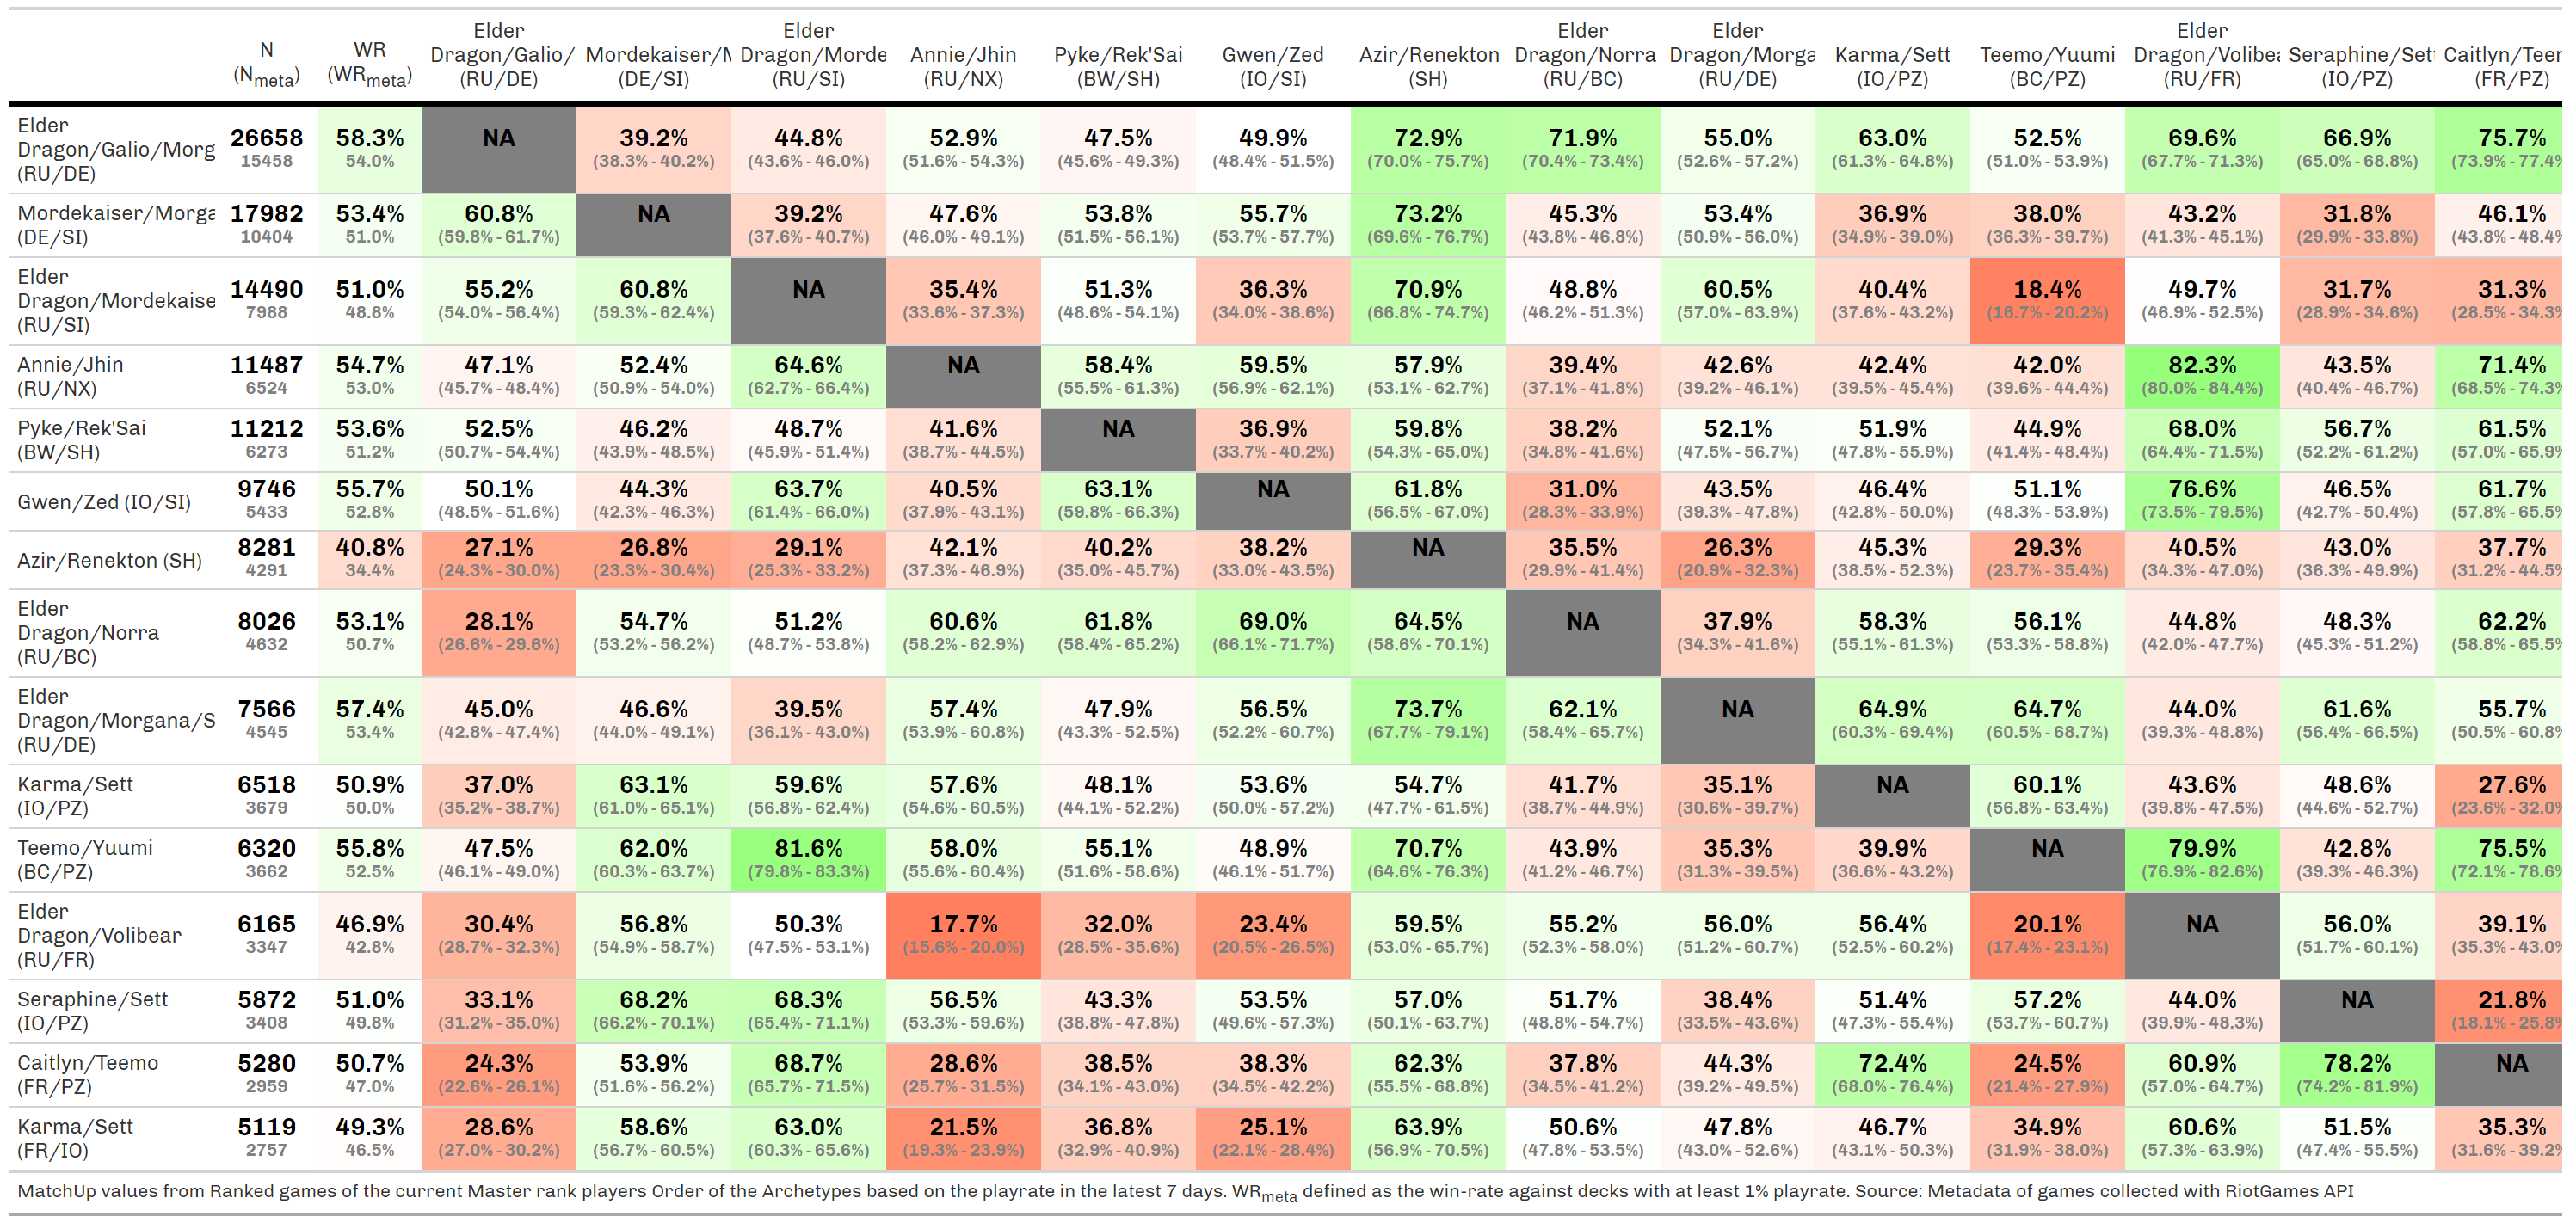 N (Nmeta) WR (WRmeta) Elder Dragon/Galio/ (RU/DE) Mordekaiser/M (DE/SI) Elder Dragon/Morde (RU/SI) Annie/Jhin (RU/NX) Pyke/Rek'Sai (BW/SH) Gwen/Zed (IO/SI) Azir/Renekton (SH) Elder Dragon/Norra (RU/BC) Elder Dragon/Morga (RU/DE) Karma/Sett (IO/PZ) Teemo/Yuumi (BC/PZ) Elder Dragon/Volibea (RU/FR) Seraphine/Sett (IO/PZ) Caitlyn/Teer (FR/PZ)
Elder Dragon/Galio/Morg (RU/DE) 26658 58.3% NA 39.2% 44.8% 52.9% 47.5% 49.9% 72.9% 71.9% 55.0% 63.0% 52.5% 69.6% 66.9% 75.7%
15458 54.0% (38.3% - 40.2%) (43.6% - 46.0%) (51.6% - 54.3%) (45.6% - 49.3%) (48.4% - 51.5%) (70.0% - 75.7%) (70.4% - 73.4%) (52.6% - 57.2%) (61.3% - 64.8%) (51.0% - 53.9%) (67.7% - 71.3%) (65.0% - 68.8%) (73.9% - 77.4%
Mordekaiser/Morga (DE/SI) 17982 53.4% 60.8% NA 39.2% 47.6% 53.8% 55.7% 73.2% 45.3% 53.4% 36.9% 38.0% 43.2% 31.8% 46.1%
10404 51.0% (59.8% - 61.7%) (37.6% - 40.7%) (46.0% - 49.1%) (51.5% - 56.1%) (53.7% - 57.7%) (69.6% - 76.7%) (43.8% - 46.8%) (50.9% - 56.0%) (34.9% - 39.0%) (36.3% - 39.7%) (41.3% - 45.1%) (29.9% - 33.8%) (43.8% - 48.4%
Elder Dragon/Mordekaise (RU/SI) 14490 51.0% 55.2% 60.8% NA 35.4% 51.3% 36.3% 70.9% 48.8% 60.5% 40.4% 18.4% 49.7% 31.7% 31.3%
7988 48.8% (54.0% - 56.4%) (59.3% - 62.4%) (33.6% - 37.3%) (48.6% - 54.1%) (34.0% - 38.6%) (66.8% - 74.7%) (46.2% - 51.3%) (57.0% - 63.9%) (37.6% - 43.2%) (16.7% - 20.2%) (46.9% - 52.5%) (28.9% - 34.6%) (28.5% - 34.3%
Annie/Jhin (RU/NX) 11487 54.7% 47.1% 52.4% 64.6% NA 58.4% 59.5% 57.9% 39.4% 42.6% 42.4% 42.0% 82.3% 43.5% 71.4%
6524 53.0% (45.7% - 48.4%) (50.9% - 54.0%) (62.7% - 66.4%) (55.5% - 61.3%) (56.9% - 62.1%) (53.1% - 62.7%) (37.1% - 41.8%) (39.2% - 46.1%) (39.5% - 45.4%) (39.6% - 44.4%) (80.0% - 84.4%) (40.4% - 46.7%) (68.5% - 74.3%
Pyke/Rek'Sai (BW/SH) 11212 53.6% 52.5% 46.2% 48.7% 41.6% NA 36.9% 59.8% 38.2% 52.1% 51.9% 44.9% 68.0% 56.7% 61.5%
6273 51.2% (50.7% - 54.4%) (43.9% - 48.5%) (45.9% - 51.4%) (38.7% - 44.5%) (33.7% - 40.2%) (54.3% - 65.0%) (34.8% - 41.6%) (47.5% - 56.7%) (47.8% - 55.9%) (41.4% - 48.4%) (64.4% - 71.5%) (52.2% - 61.2%) (57.0% - 65.9%
Gwen/Zed (IO/SI) 9746 55.7% 50.1% 44.3% 63.7% 40.5% 63.1% NA 61.8% 31.0% 43.5% 46.4% 51.1% 76.6% 46.5% 61.7%
5433 52.8% (48.5% - 51.6%) (42.3% - 46.3%) (61.4% - 66.0%) (37.9% - 43.1%) (59.8% - 66.3%) (56.5% - 67.0%) (28.3% - 33.9%) (39.3% - 47.8%) (42.8% - 50.0%) (48.3% - 53.9%) (73.5% - 79.5%) (42.7% - 50.4%) (57.8% - 65.5%
Azir/Renekton (SH) 8281 40.8% 27.1% 26.8% 29.1% 42.1% 40.2% 38.2% NA 35.5% 26.3% 45.3% 29.3% 40.5% 43.0% 37.7%
4291 34.4% (24.3% - 30.0%) (23.3% - 30.4%) (25.3% - 33.2%) (37.3% - 46.9%) (35.0% - 45.7%) (33.0% - 43.5%) (29.9% - 41.4%) (20.9% - 32.3%) (38.5% - 52.3%) (23.7% - 35.4%) (34.3% - 47.0%) (36.3% - 49.9%) (31.2% - 44.5%
Elder Dragon/Norra (RU/BC) 8026 53.1% 28.1% 54.7% 51.2% 60.6% 61.8% 69.0% 64.5% NA 37.9% 58.3% 56.1% 44.8% 48.3% 62.2%
4632 50.7% (26.6% - 29.6%) (53.2% - 56.2%) (48.7% - 53.8%) (58.2% - 62.9%) (58.4% - 65.2%) (66.1% - 71.7%) (58.6% - 70.1%) (34.3% - 41.6%) (55.1% - 61.3%) (53.3% - 58.8%) (42.0% - 47.7%) (45.3% - 51.2%) (58.8% - 65.5%
Elder Dragon/Morgana/S (RU/DE) 7566 57.4% 45.0% 46.6% 39.5% 57.4% 47.9% 56.5% 73.7% 62.1% NA 64.9% 64.7% 44.0% 61.6% 55.7%
4545 53.4% (42.8% - 47.4%) (44.0% - 49.1%) (36.1% - 43.0%) (53.9% - 60.8%) (43.3% - 52.5%) (52.2% - 60.7%) (67.7% - 79.1%) (58.4% - 65.7%) (60.3% - 69.4%) (60.5% - 68.7%) (39.3% - 48.8%) (56.4% - 66.5%) (50.5% - 60.8%
Karma/Sett (IO/PZ) 6518 50.9% 37.0% 63.1% 59.6% 57.6% 48.1% 53.6% 54.7% 41.7% 35.1% NA 60.1% 43.6% 48.6% 27.6%
3679 50.0% (35.2% - 38.7%) (61.0% - 65.1%) (56.8% - 62.4%) (54.6% - 60.5%) (44.1% - 52.2%) (50.0% - 57.2%) (47.7% - 61.5%) (38.7% - 44.9%) (30.6% - 39.7%) (56.8% - 63.4%) (39.8% - 47.5%) (44.6% - 52.7%) (23.6% - 32.0%
Teemo/Yuumi (BC/PZ) 6320 55.8% 47.5% 62.0% 81.6% 58.0% 55.1% 48.9% 70.7% 43.9% 35.3% 39.9% NA 79.9% 42.8% 75.5%
3662 52.5% (46.1% - 49.0%) (60.3% - 63.7%) (79.8% - 83.3%) (55.6% - 60.4%) (51.6% - 58.6%) (46.1% - 51.7%) (64.6% - 76.3%) (41.2% - 46.7%) (31.3% - 39.5%) (36.6% - 43.2%) (76.9% - 82.6%) (39.3% - 46.3%) (72.1% - 78.6%
Elder Dragon/Volibear (RU/FR) 6165 46.9% 30.4% 56.8% 50.3% 17.7% 32.0% 23.4% 59.5% 55.2% 56.0% 56.4% 20.1% NA 56.0% 39.1%
3347 42.8% (28.7% - 32.3%) (54.9% - 58.7%) (47.5% - 53.1%) (15.6% - 20.0%) (28.5% - 35.6%) (20.5% - 26.5%) (53.0% - 65.7%) (52.3% - 58.0%) (51.2% - 60.7%) (52.5% - 60.2%) (17.4% - 23.1%) (51.7% - 60.1%) (35.3% - 43.0%
Seraphine/Sett (IO/PZ) 5872 51.0% 33.1% 68.2% 68.3% 56.5% 43.3% 53.5% 57.0% 51.7% 38.4% 51.4% 57.2% 44.0% NA 21.8%
3408 49.8% (31.2% - 35.0%) (66.2% - 70.1%) (65.4% - 71.1%) (53.3% - 59.6%) (38.8% - 47.8%) (49.6% - 57.3%) (50.1% - 63.7%) (48.8% - 54.7%) (33.5% - 43.6%) (47.3% - 55.4%) (53.7% - 60.7%) (39.9% - 48.3%) (18.1% - 25.8%
Caitlyn/Teemo (FR/PZ) 5280 50.7% 24.3% 53.9% 68.7% 28.6% 38.5% 38.3% 62.3% 37.8% 44.3% 72.4% 24.5% 60.9% 78.2% NA
2959 47.0% (22.6% - 26.1%) (51.6% - 56.2%) (65.7% - 71.5%) (25.7% - 31.5%) (34.1% - 43.0%) (34.5% - 42.2%) (55.5% - 68.8%) (34.5% - 41.2%) (39.2% - 49.5%) (68.0% - 76.4%) (21.4% - 27.9%) (57.0% - 64.7%) (74.2% - 81.9%)
Karma/Sett (FR/IO) 5119 49.3% 28.6% 58.6% 63.0% 21.5% 36.8% 25.1% 63.9% 50.6% 47.8% 46.7% 34.9% 60.6% 51.5% 35.3%
2757 46.5% (27.0% - 30.2%) (56.7% - 60.5%) (60.3% - 65.6%) (19.3% - 23.9%) (32.9% - 40.9%) (22.1% - 28.4%) (56.9% - 70.5%) (47.8% - 53.5%) (43.0% - 52.6%) (43.1% - 50.3%) (31.9% - 38.0%) (57.3% - 63.9%) (47.4% - 55.5%) (31.6% - 39.2%
MatchUp values from Ranked games of the current Master rank players Order of the Archetypes based on the playrate in the latest 7 days. WRmeta defined as the win-rate against decks with at least 1% playrate. Source: Metadata of games collected with RiotGames API